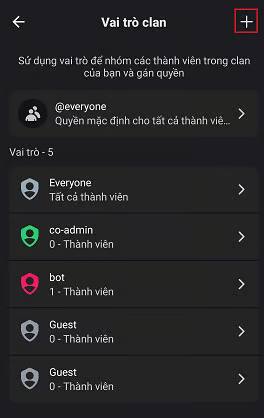 Vai trò clan
Sử dụng vai trò để nhóm các thành viên trong clan
của bạn và gán quyền
@everyone
Quyền mặc định cho tất cả thành viê...
Vai trò - 5
Everyone
Tất cả thành viên
co-admin
0 - Thành viên
bot
1 - Thành viên
Guest
0 - Thành viên
Guest
0 - Thành viên